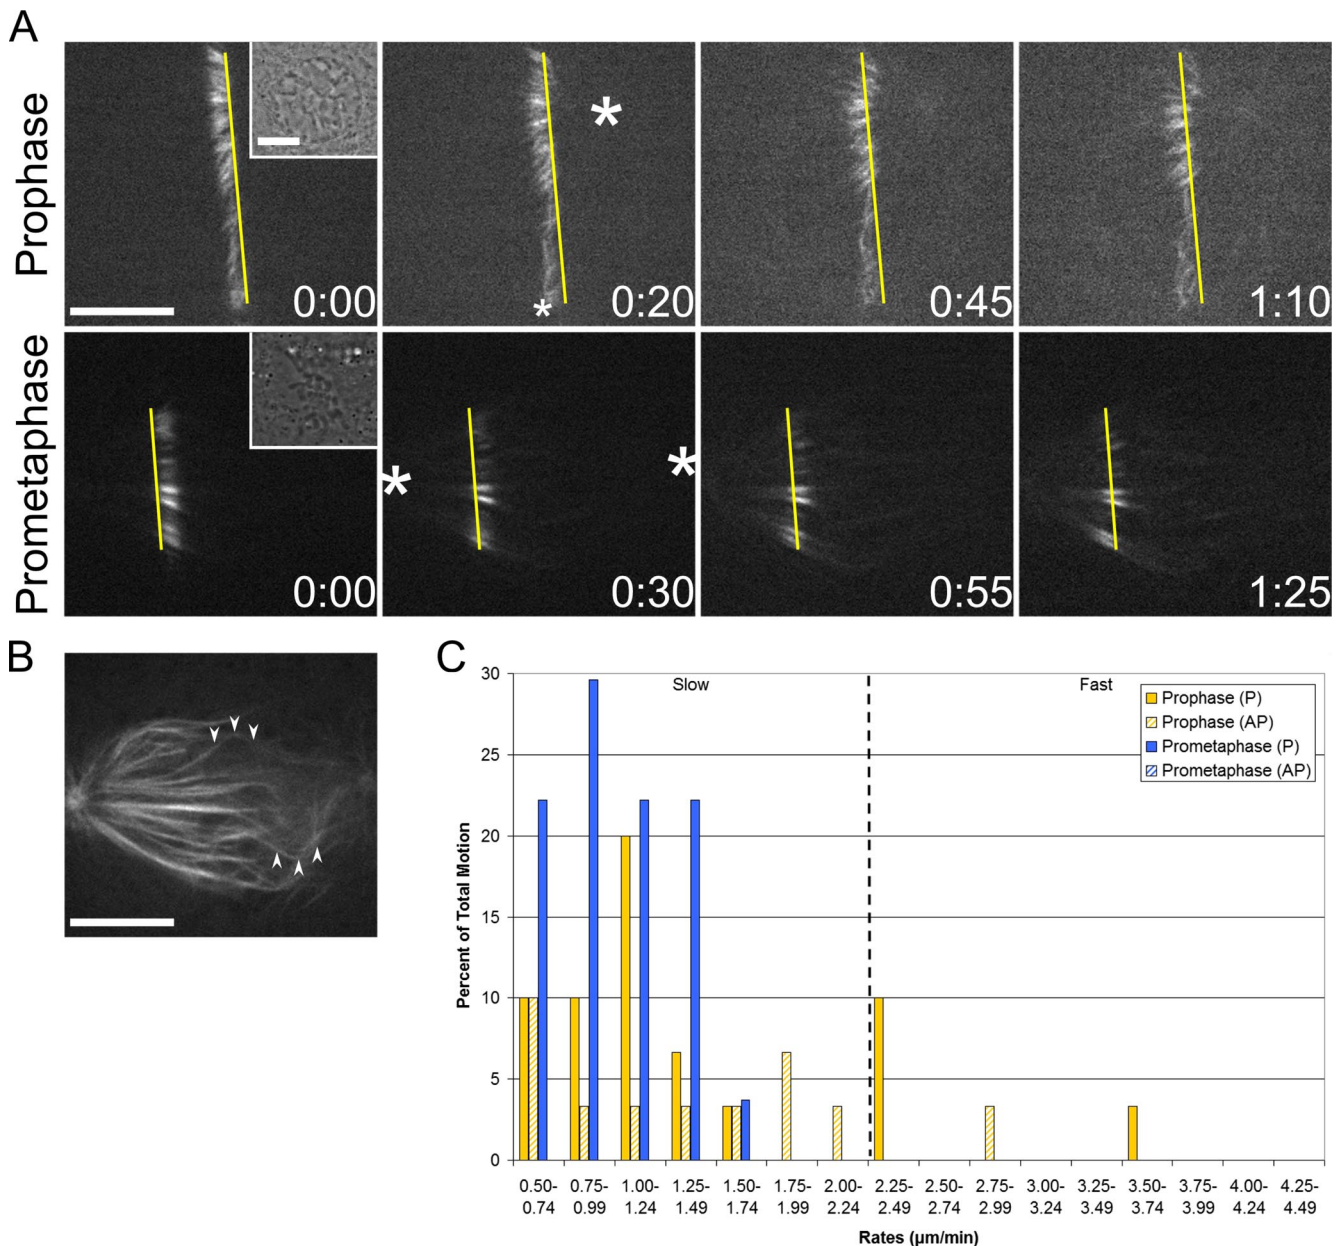 A
Prophase
0:00
*
*
0:20
0:45
1:10
Prometaphase
0:00
*
*
0:30
0:55
1:25
B
C
30
25
20
15
10
5
0
Percent of Total Motion
Slow
Fast
Prophase (P)
Prophase (AP)
Prometaphase (P)
Prometaphase (AP)
0.50- 0.75- 1.00- 1.25- 1.50- 1.75- 2.00- 2.25- 2.50- 2.75- 3.00- 3.25- 3.50- 3.75- 4.00- 4.25-
0.74 0.99 1.24 1.49 1.74 1.99 2.24 2.49 2.74 2.99 3.24 3.49 3.74 3.99 4.24 4.49
Rates (µm/min)